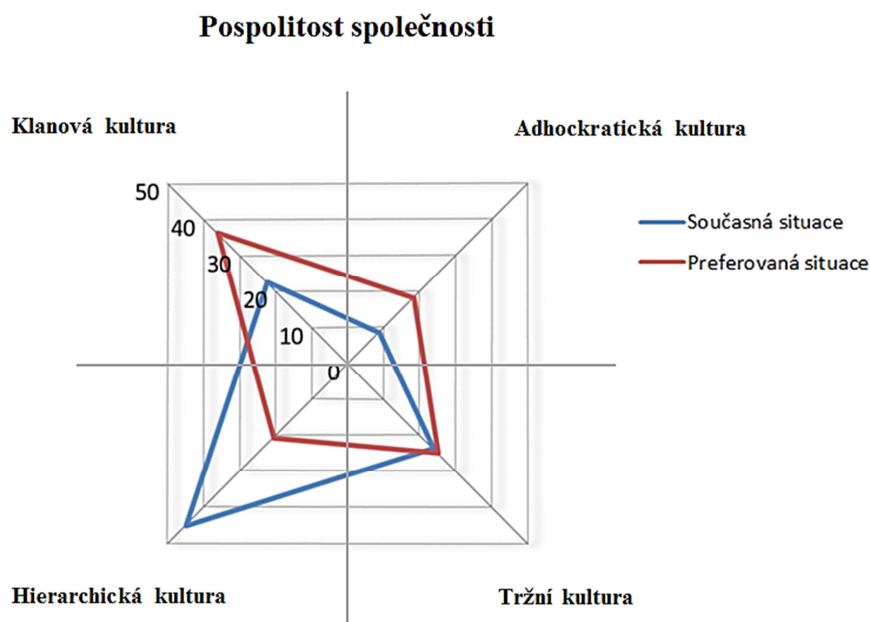 Pospolitost společnosti
Klanová kultura
Adhockratická kultura
50
40
30
20
10
0
Současná situace
Preferovaná situace
Hierarchická kultura
Tržní kultura